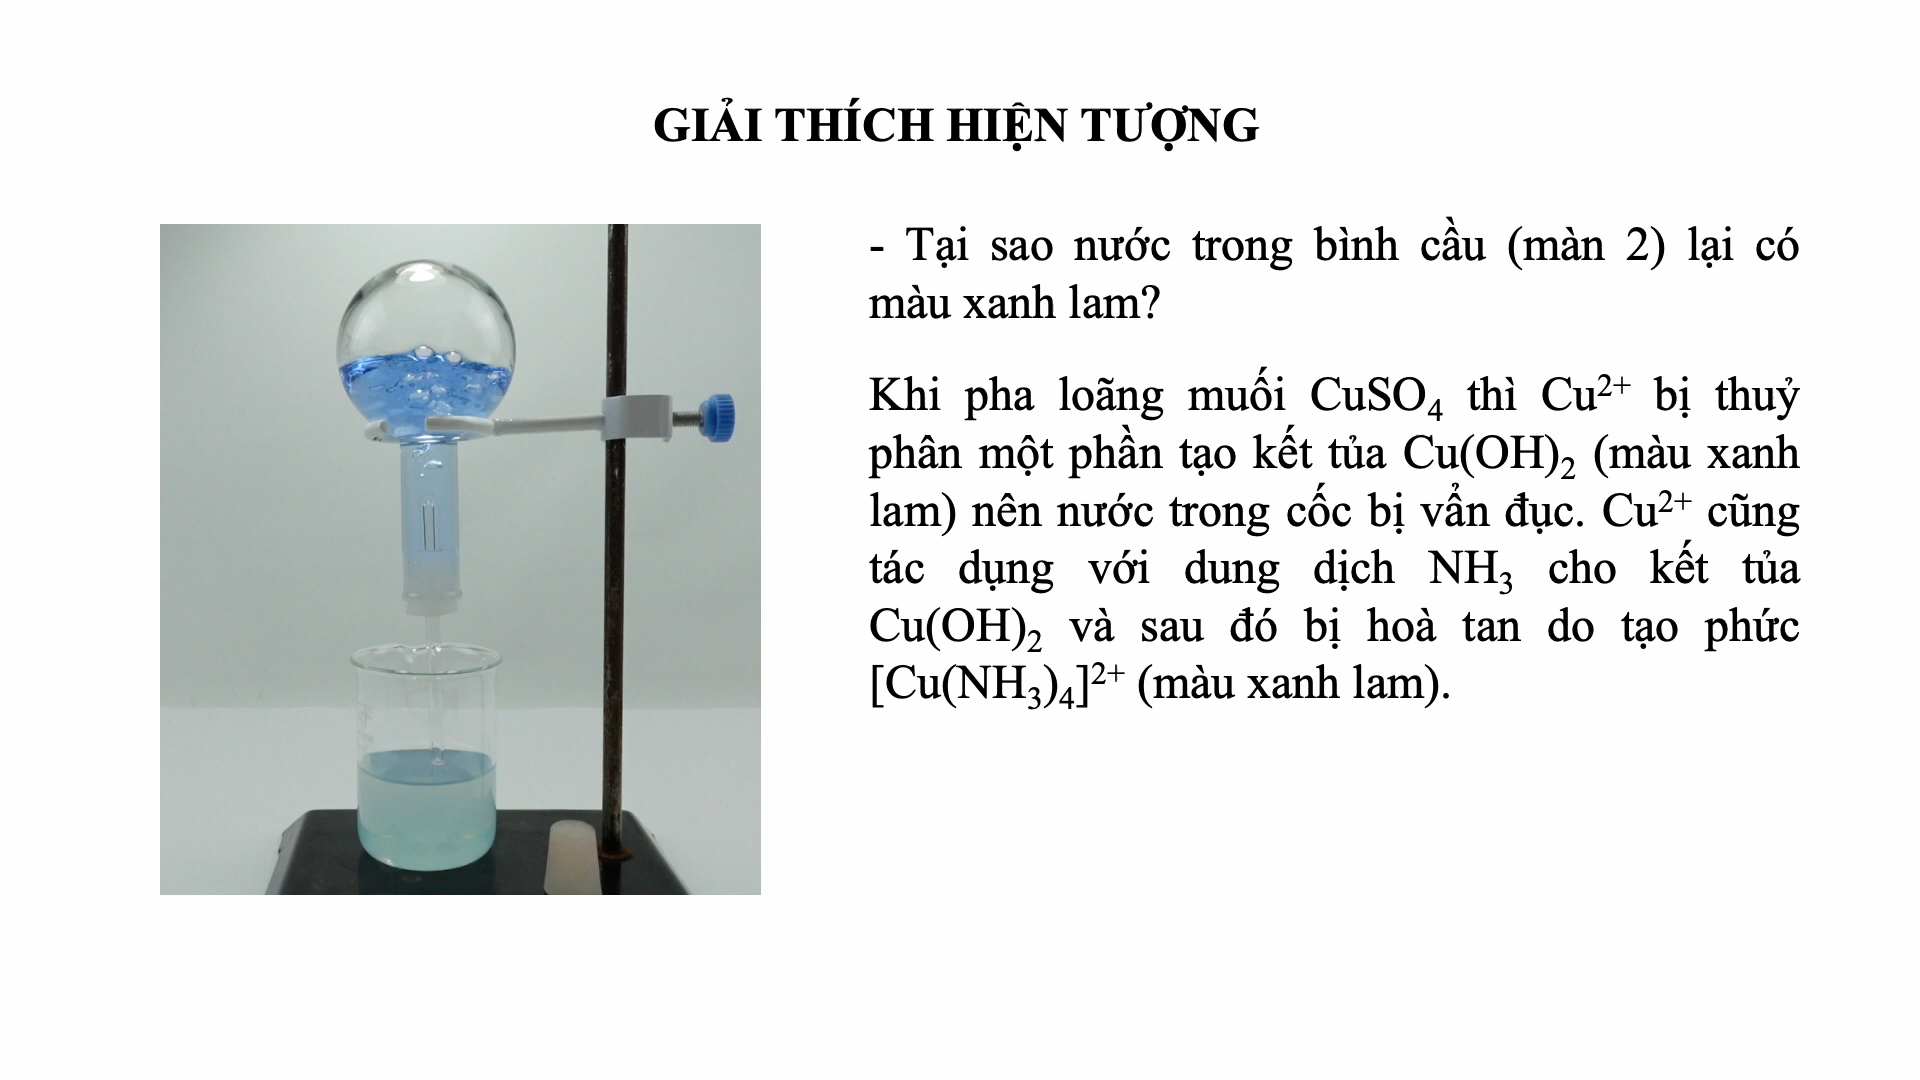 GIẢI THÍCH HIỆN TƯỢNG
- Tại sao nước trong bình cầu (màn 2) lại có
màu xanh lam?
Khi pha loãng muối CuSO₄ thì Cu²⁺ bị thuỷ
phân một phần tạo kết tủa Cu(OH)₂ (màu xanh
lam) nên nước trong cốc bị vẩn đục. Cu²⁺ cũng
tác dụng với dung dịch NH₃ cho kết tủa
Cu(OH)₂ và sau đó bị hoà tan do tạo phức
[Cu(NH₃)₄]²⁺ (màu xanh lam).